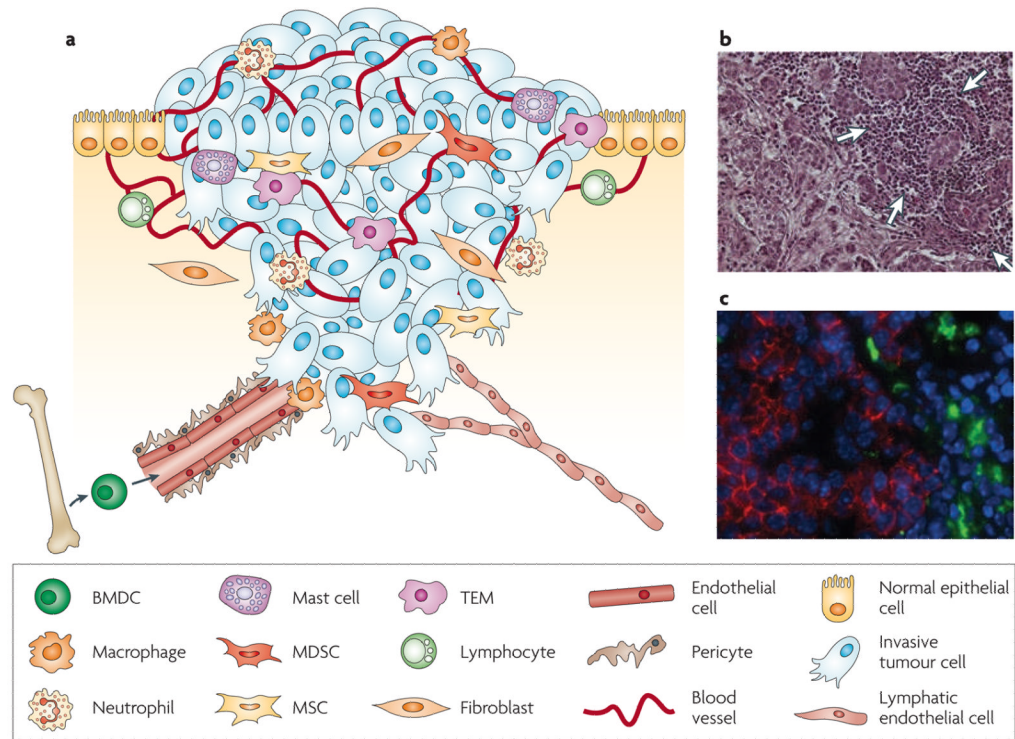 a
b
c
BMDC
Mast cell
TEM
Endothelial
cell
Normal epithelial
cell
Macrophage
MDSC
Lymphocyte
Pericyte
Invasive
tumour cell
Neutrophil
MSC
Fibroblast
Blood
vessel
Lymphatic
endothelial cell